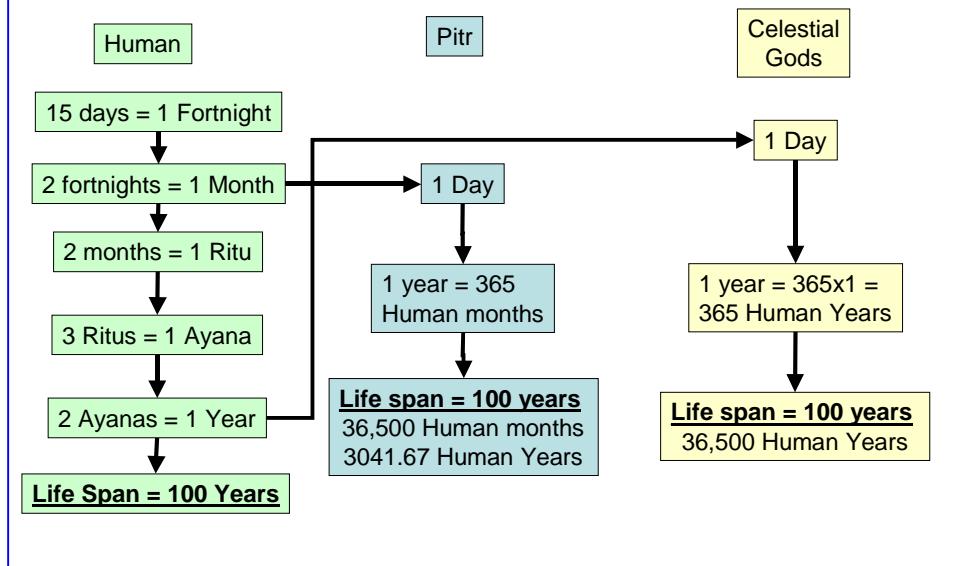 Human
15 days = 1 Fortnight
2 fortnights = 1 Month
2 months = 1 Ritu
3 Ritus = 1 Ayana
2 Ayanas = 1 Year
Life Span = 100 Years
Pitr
1 Day
1 year = 365
Human months
Life span = 100 years
36,500 Human months
3041.67 Human Years
Celestial
Gods
1 Day
1 year = 365x1 =
365 Human Years
Life span = 100 years
36,500 Human Years